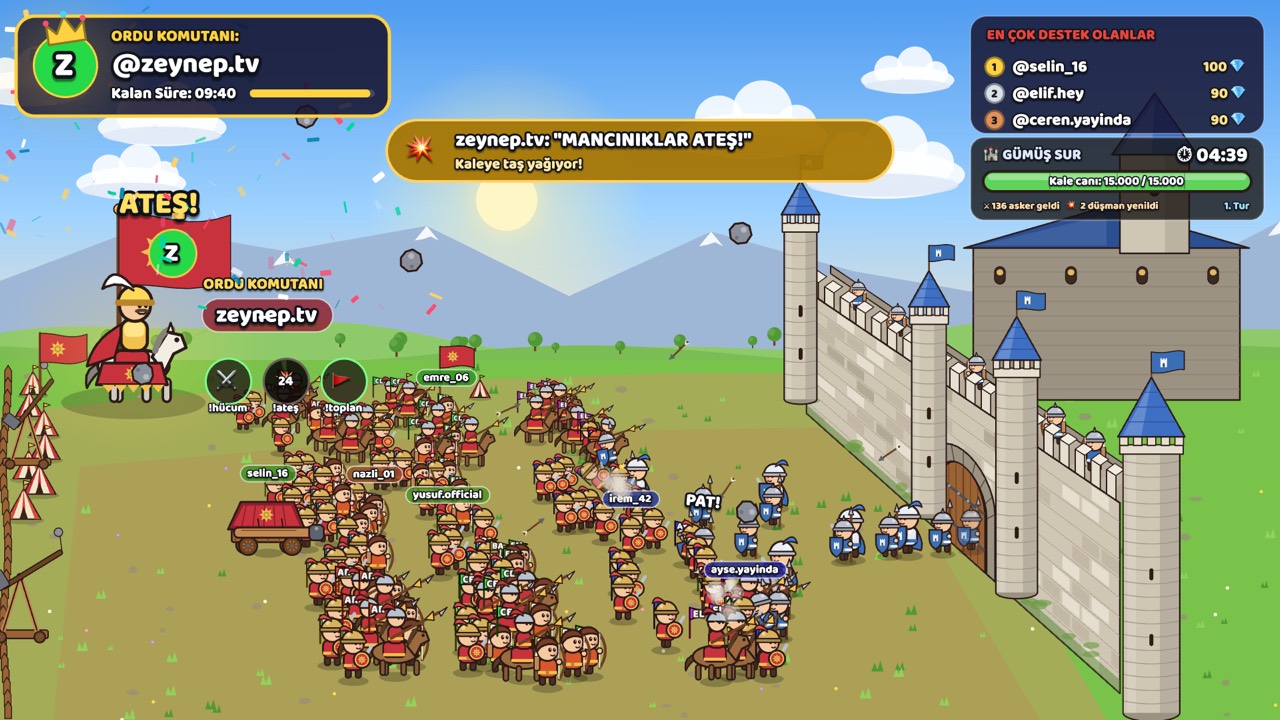 ORDU KOMUTANI:
Z
@zeynep.tv
Kalan Süre: 09:40
EN ÇOK DESTEK OLANLAR
1 @selin_16 100
2 @elif.hey 90
3 @ceren.yayinda 90
GÜMÜŞ SUR 04:39
Kale canı: 15.000 / 15.000
136 asker geldi 2 düşman yenildi 1. Tur
zeynep.tv: "MANCINIKLAR ATEŞ!"
Kaleye taş yağıyor!
ATEŞ!
Z
ORDU KOMUTANI
zeynep.tv
24
!hücum !ateş !toplan
emre_06
selin_16
nazli_01
yusuf.official
irem_42
PAT!
ayse.yayinda